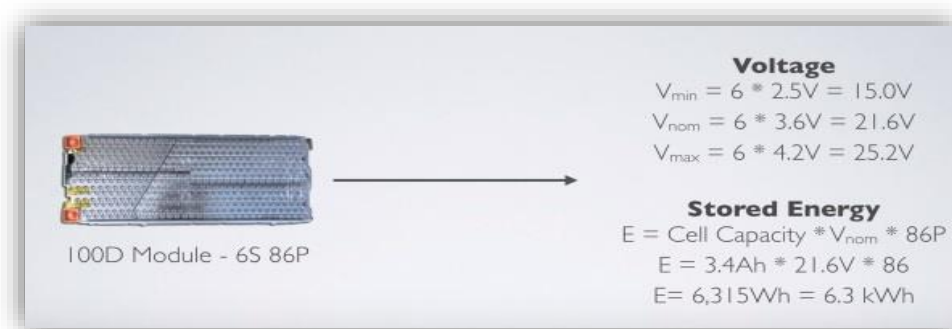 Voltage
Vmin = 6 * 2.5V = 15.0V
Vnom = 6 * 3.6V = 21.6V
Vmax = 6 * 4.2V = 25.2V
Stored Energy
E = Cell Capacity * Vnom * 86P
E = 3.4Ah * 21.6V * 86
E= 6,315Wh = 6.3 kWh
100D Module - 6S 86P